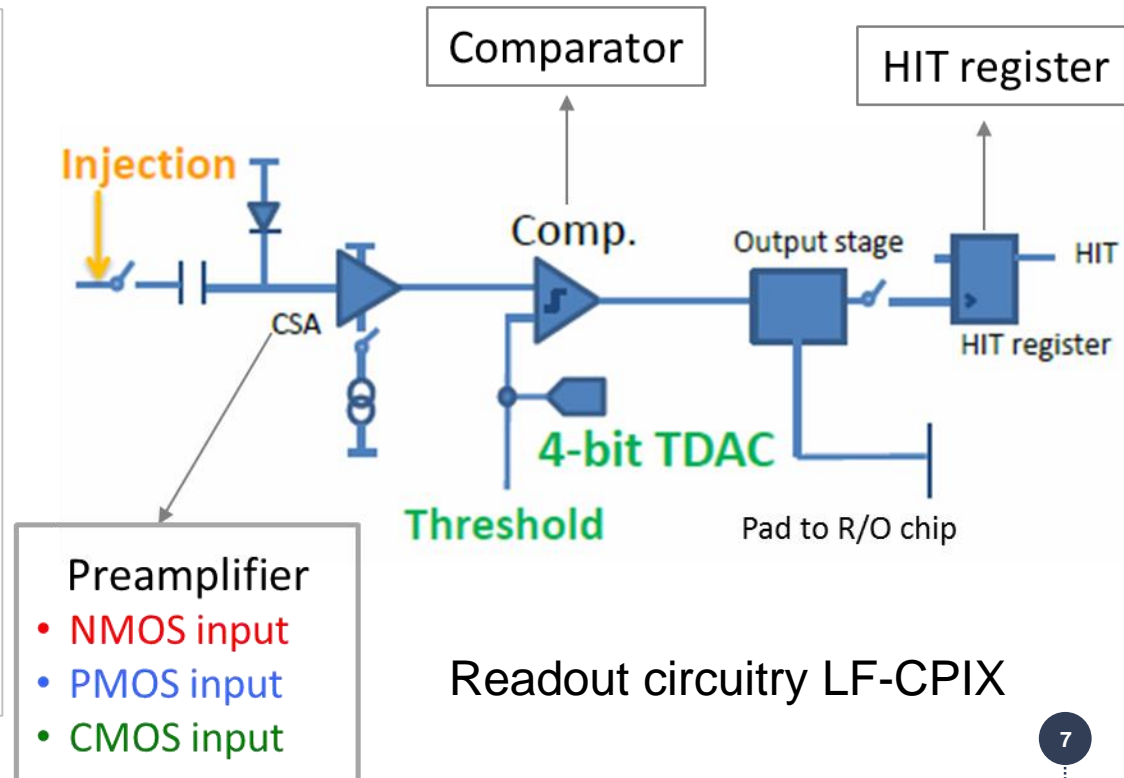 Comparator
HIT register
Injection
Comp.
Output stage
HIT
CSA
HIT register
4-bit TDAC
Threshold
Pad to R/O chip
Preamplifier
• NMOS input
• PMOS input
• CMOS input
Readout circuitry LF-CPIX
7